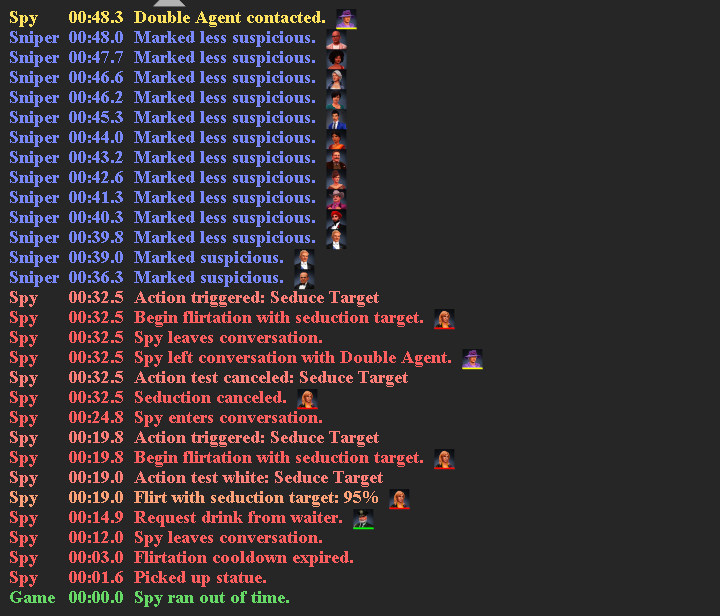 Spy 00:48.3 Double Agent contacted.
Sniper 00:48.0 Marked less suspicious.
Sniper 00:47.7 Marked less suspicious.
Sniper 00:46.6 Marked less suspicious.
Sniper 00:46.2 Marked less suspicious.
Sniper 00:45.3 Marked less suspicious.
Sniper 00:44.0 Marked less suspicious.
Sniper 00:43.2 Marked less suspicious.
Sniper 00:42.6 Marked less suspicious.
Sniper 00:41.3 Marked less suspicious.
Sniper 00:40.3 Marked less suspicious.
Sniper 00:39.8 Marked less suspicious.
Sniper 00:39.0 Marked suspicious.
Sniper 00:36.3 Marked suspicious.
Spy 00:32.5 Action triggered: Seduce Target
Spy 00:32.5 Begin flirtation with seduction target.
Spy 00:32.5 Spy leaves conversation.
Spy 00:32.5 Spy left conversation with Double Agent.
Spy 00:32.5 Action test canceled: Seduce Target
Spy 00:32.5 Seduction canceled.
Spy 00:24.8 Spy enters conversation.
Spy 00:19.8 Action triggered: Seduce Target
Spy 00:19.8 Begin flirtation with seduction target.
Spy 00:19.0 Action test white: Seduce Target
Spy 00:19.0 Flirt with seduction target: 95%
Spy 00:14.9 Request drink from waiter.
Spy 00:12.0 Spy leaves conversation.
Spy 00:03.0 Flirtation cooldown expired.
Spy 00:01.6 Picked up statue.
Game 00:00.0 Spy ran out of time.